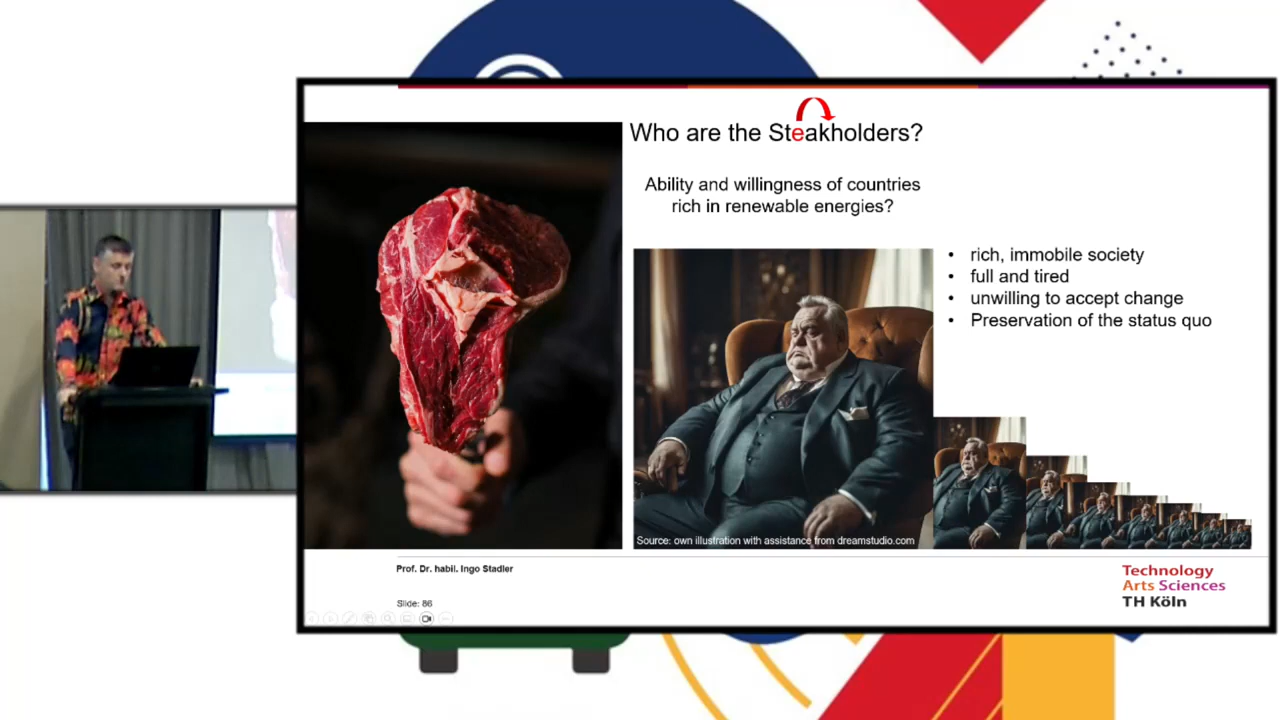 Who are the Steakholders?
Ability and willingness of countries
rich in renewable energies?
• rich, immobile society
• full and tired
• unwilling to accept change
• Preservation of the status quo
Source: own illustration with assistance from dreamstudio.com
Prof. Dr. habil. Ingo Stadler
Slide: 86
Technology
Arts Sciences
TH Köln